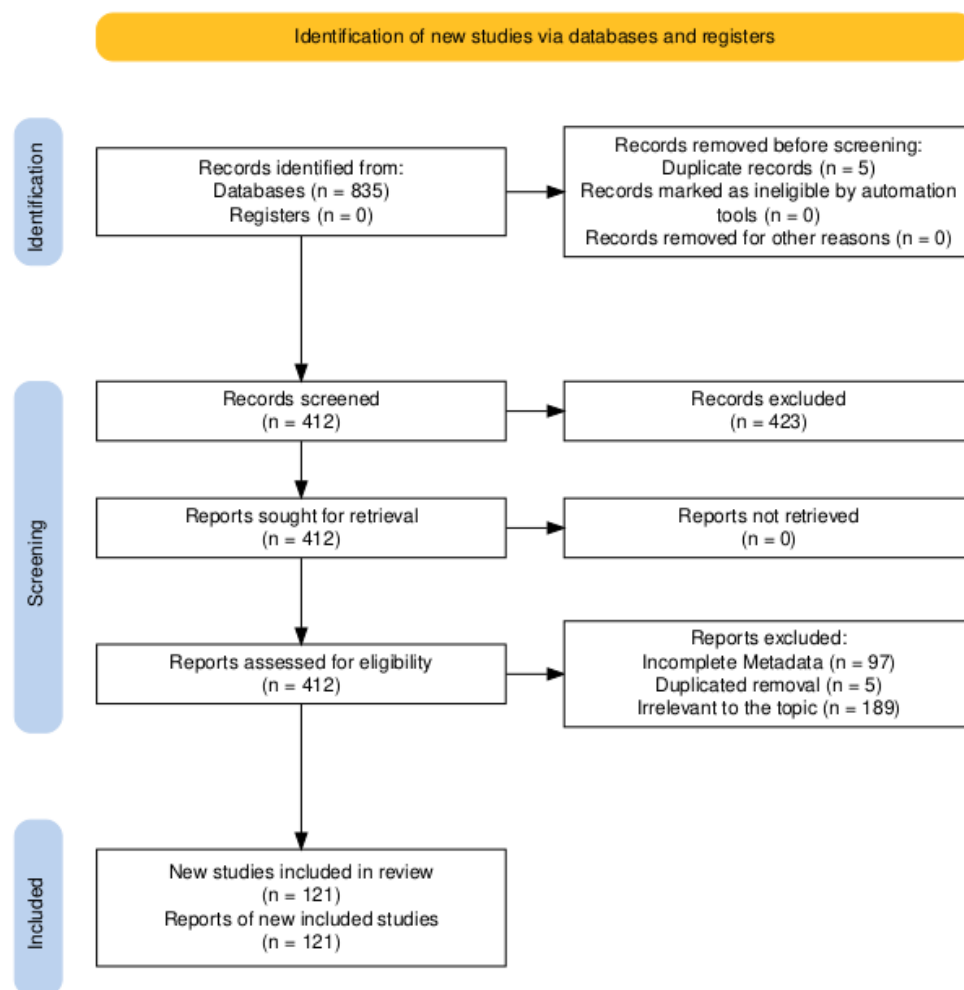 Identification of new studies via databases and registers
Identification
Records identified from:
Databases (n = 835)
Registers (n = 0)
Records removed before screening:
Duplicate records (n = 5)
Records marked as ineligible by automation
tools (n = 0)
Records removed for other reasons (n = 0)
Screening
Records screened
(n = 412)
Records excluded
(n = 423)
Reports sought for retrieval
(n = 412)
Reports not retrieved
(n = 0)
Reports assessed for eligibility
(n = 412)
Reports excluded:
Incomplete Metadata (n = 97)
Duplicated removal (n = 5)
Irrelevant to the topic (n = 189)
Included
New studies included in review
(n = 121)
Reports of new included studies
(n = 121)